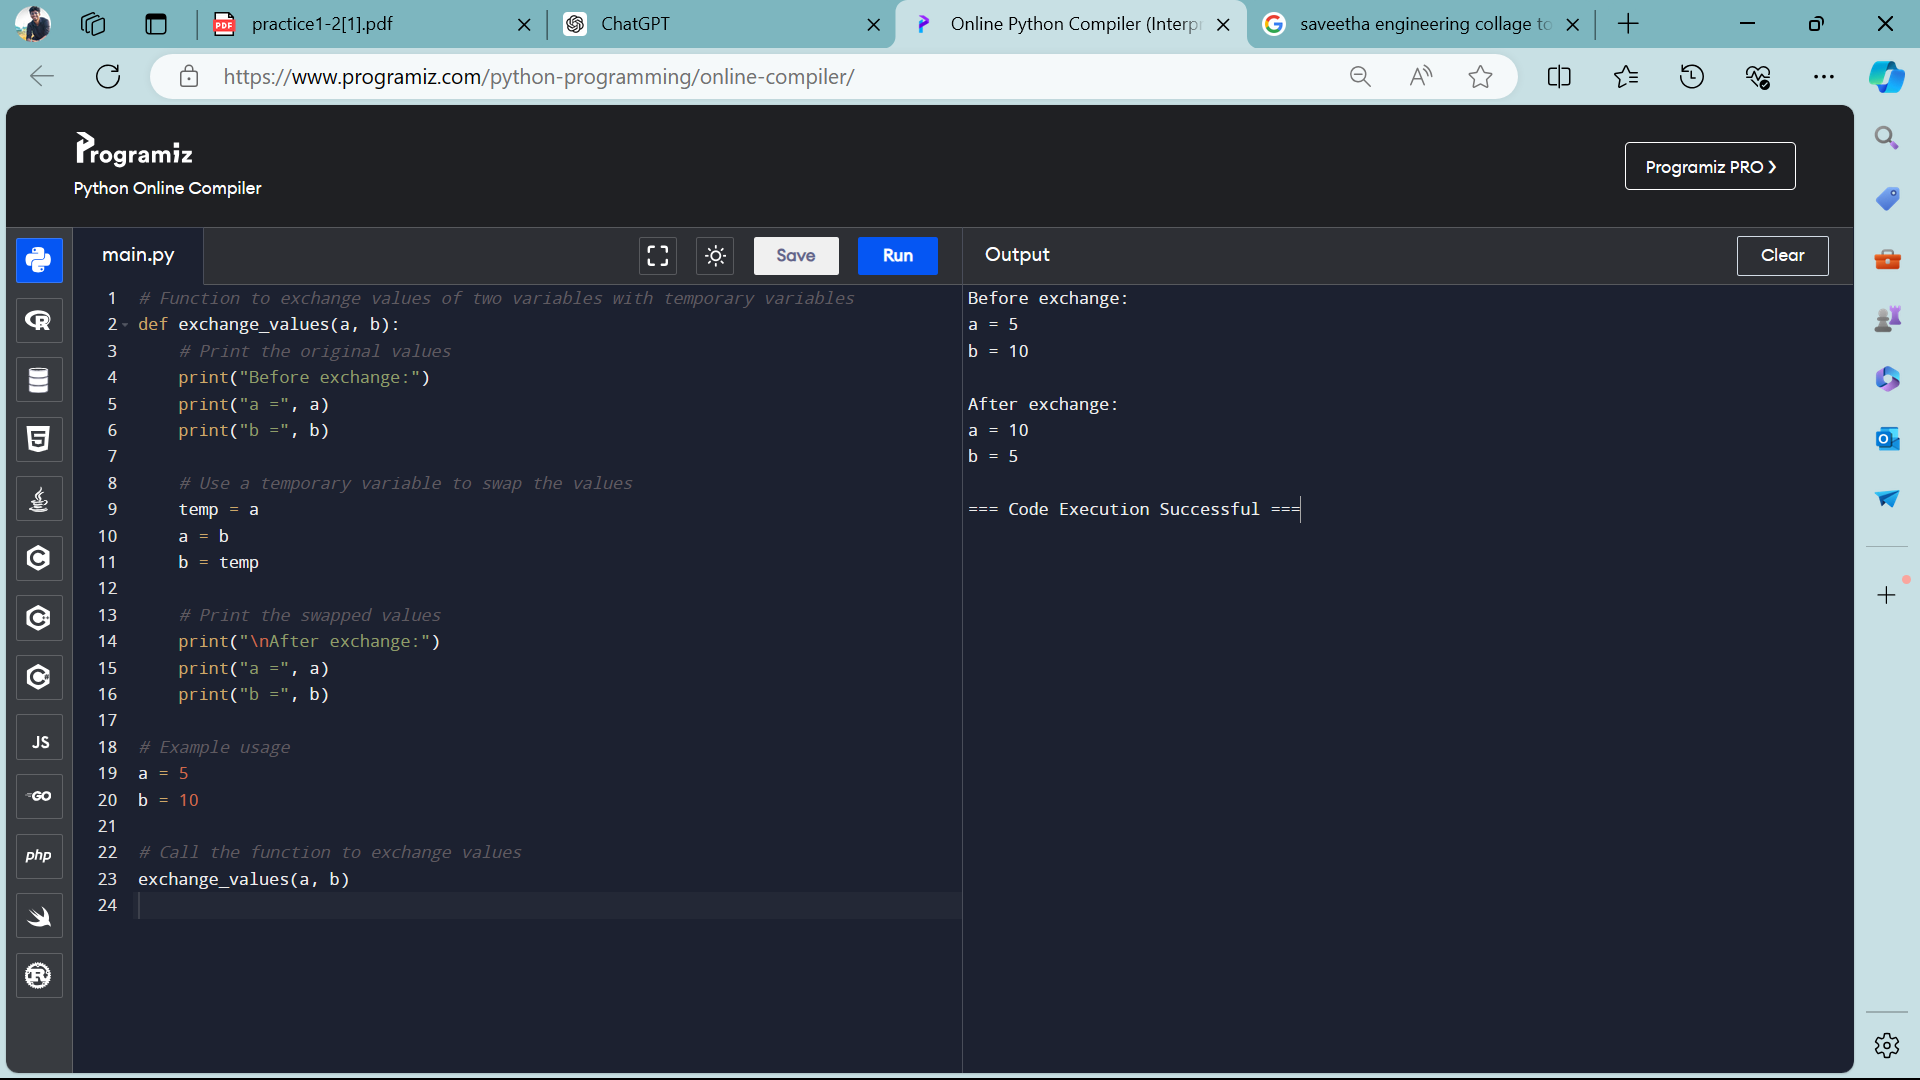 practice1-2[1].pdf
ChatGPT
Online Python Compiler (Interp
saveetha engineering collage to
https://www.programiz.com/python-programming/online-compiler/
Programiz
Python Online Compiler
Programiz PRO
main.py
Save
Run
Output
Clear
1 # Function to exchange values of two variables with temporary variables
2 def exchange_values(a, b):
3     # Print the original values
4     print("Before exchange:")
5     print("a =", a)
6     print("b =", b)
7
8     # Use a temporary variable to swap the values
9     temp = a
10     a = b
11     b = temp
12
13     # Print the swapped values
14     print("\nAfter exchange:")
15     print("a =", a)
16     print("b =", b)
17
18 # Example usage
19 a = 5
20 b = 10
21
22 # Call the function to exchange values
23 exchange_values(a, b)
24
Before exchange:
a = 5
b = 10
After exchange:
a = 10
b = 5
=== Code Execution Successful ===
PDF
R
5
C
C
C
JS
GO
php
R